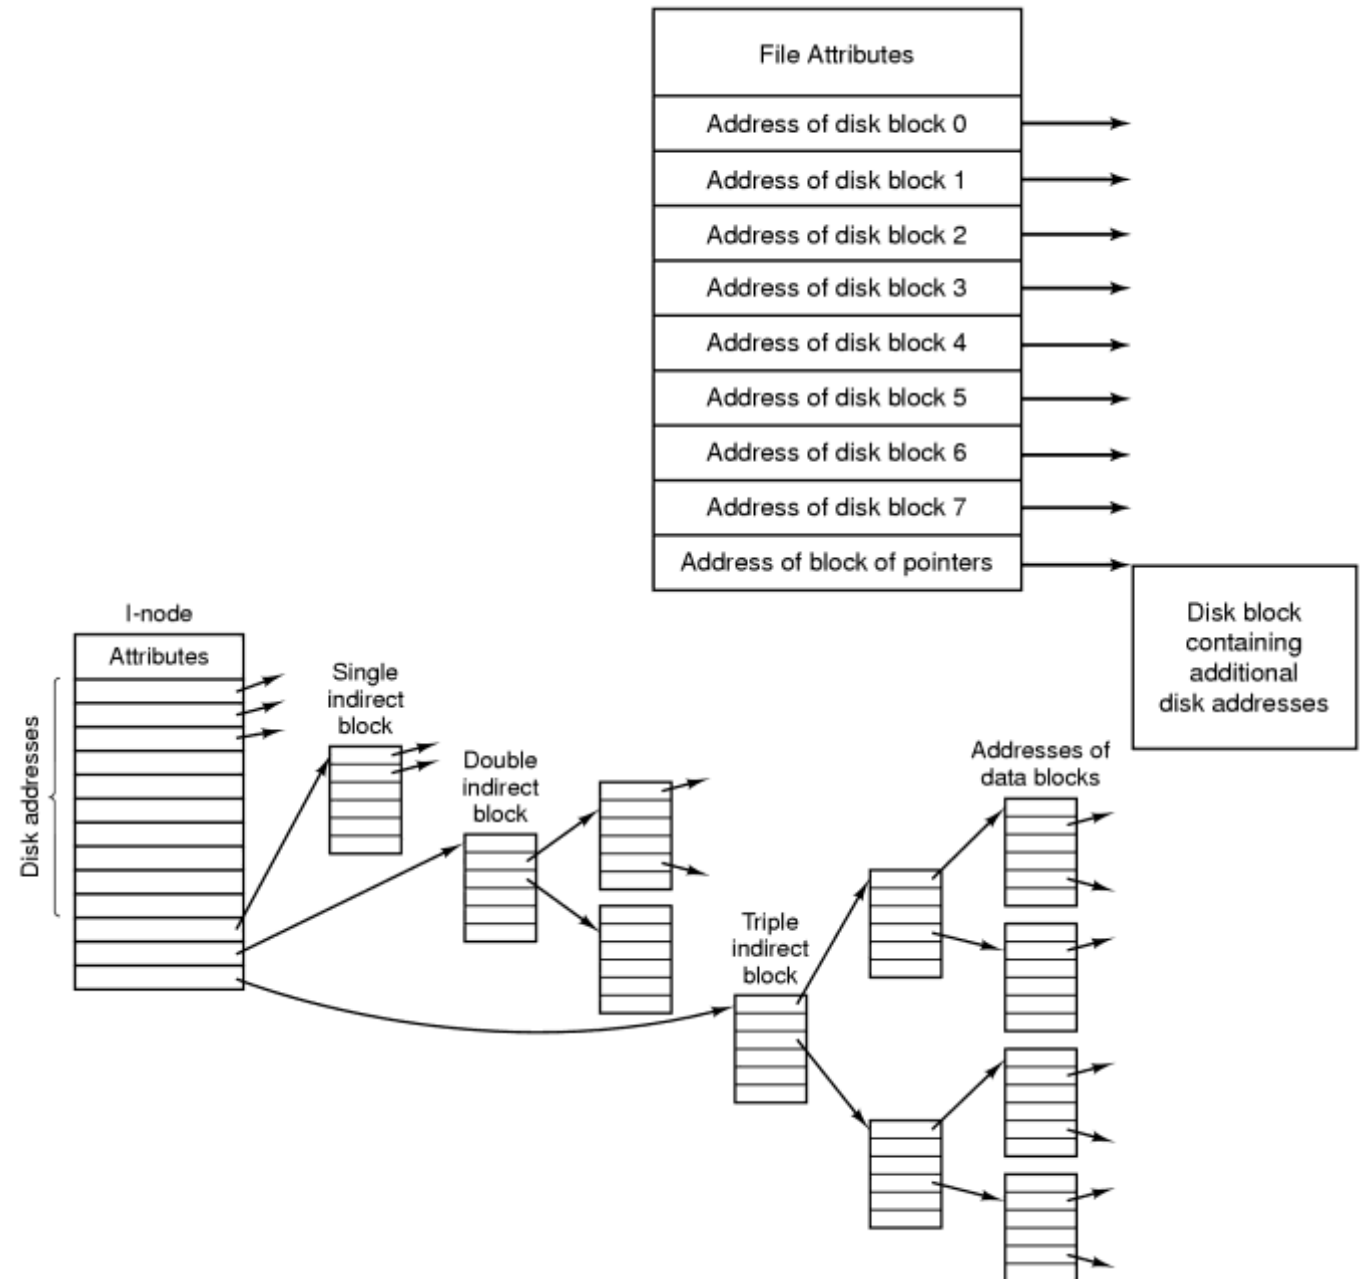 File Attributes
Address of disk block 0
Address of disk block 1
Address of disk block 2
Address of disk block 3
Address of disk block 4
Address of disk block 5
Address of disk block 6
Address of disk block 7
Address of block of pointers
Disk block
containing
additional
disk addresses
I-node
Attributes
Disk addresses
Single
indirect
block
Double
indirect
block
Triple
indirect
block
Addresses of
data blocks